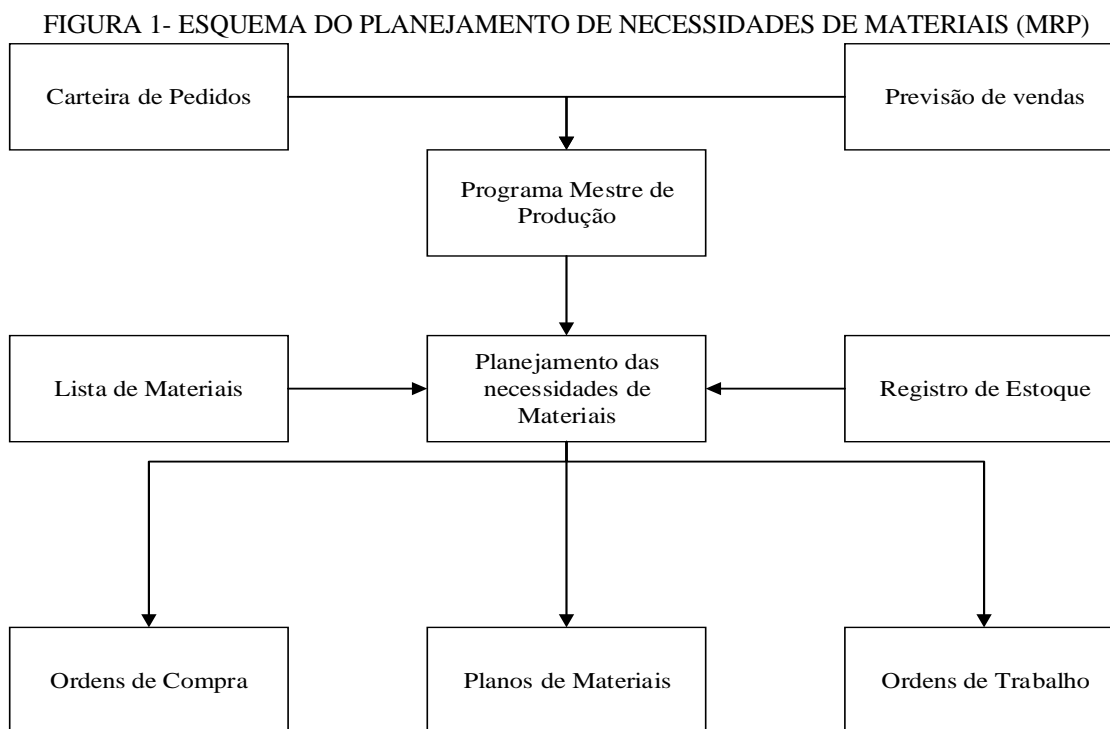 FIGURA 1- ESQUEMA DO PLANEJAMENTO DE NECESSIDADES DE MATERIAIS (MRP)
Carteira de Pedidos
Previsão de vendas
Programa Mestre de
Produção
Lista de Materiais
Planejamento das
necessidades de
Materiais
Registro de Estoque
Ordens de Compra
Planos de Materiais
Ordens de Trabalho